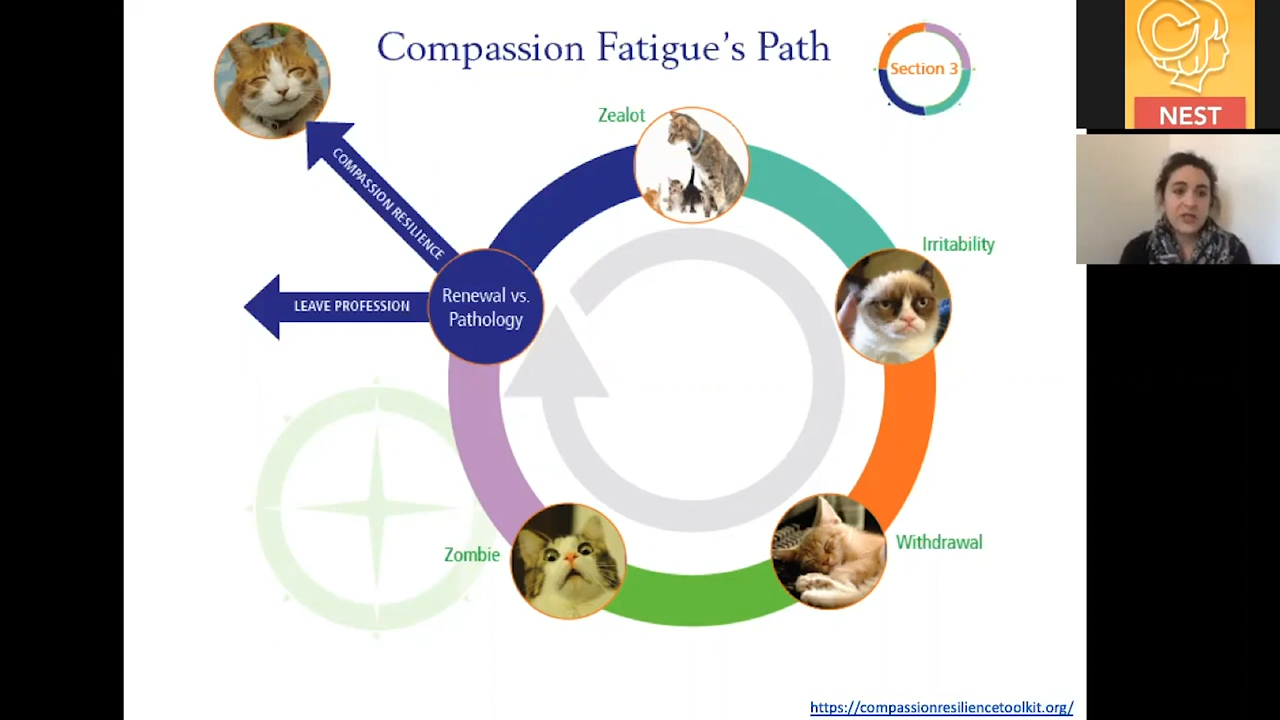 Compassion Fatigue's Path
Section 3
NEST
Zealot
COMPASSION RESILIENCE
Irritability
Renewal vs.
Pathology
LEAVE PROFESSION
Withdrawal
Zombie
https://compassionresiliencetoolkit.org/